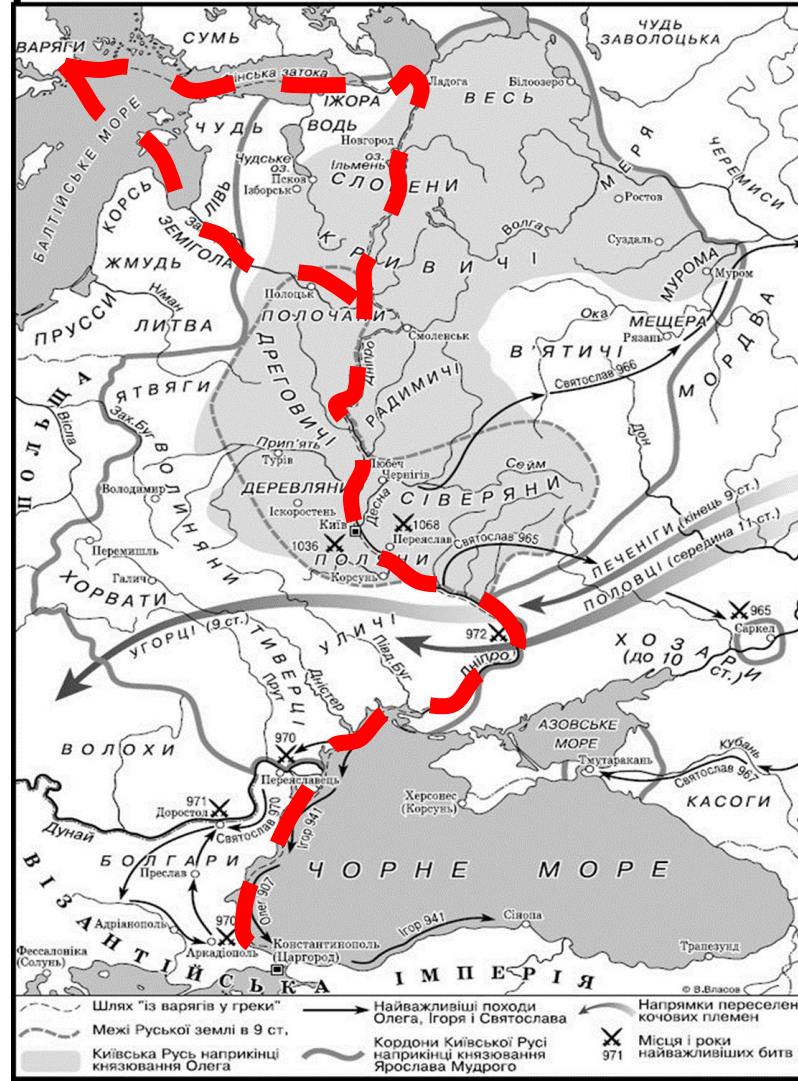 СУМЬ
ЧУДЬ
ЗАВОЛОЦЬКА
ВАРЯГИ
інська затока
Ладога
Білоозеро
ІЖОРА
ВЕСЬ
ЧУДЬ
ВОДЬ
БАЛТІЙСЬКЕ МОРЕ
Новгород
оз.
Ільмень
Чудське
оз.
Псков
Ізборськ
СЛОВЕНИ
МЕРЯ
ЧЕРЕМИСИ
КОРСЬ
ЛІВЬ
ЗЕМІГОЛА
Ростов
Волга
Суздаль
КРИВИЧІ
ЖМУДЬ
МУРОМА
Муром
Німан
Полоцьк
ПОЛОЧАНИ
Смоленськ
ПРУССИ
ЛИТВА
Ока
МЕЩЕРА
Рязань
МОРДВА
В'ЯТИЧІ
Дніпро
ДРЕГОВИЧІ
РАДИМИЧІ
Святослав 966
ПОЛЬЩА
ЯТВЯГИ
Вісла
Зах.Буг
Дон
Прип'ять
Турів
Любеч
Чернігів
Сейм
ВОЛИНЯНИ
Володимир
ДЕРЕВЛЯНИ
Іскоростень
Десна
СІВЕРЯНИ
Київ
1068
Переяслав
1036
ПОЛЯНИ
Корсунь
Святослав 965
ПЕЧЕНІГИ (кінець 9 ст.)
ПОЛОВЦІ (середина 11 ст.)
Перемишль
Галич
ХОРВАТИ
УГОРЦІ (9 ст.)
УЛИЧІ
972
965
Саркел
ХОЗАРИ
(до 10 ст.)
ТИВЕРЦІ
Прут
Дністер
Півд.Буг
Дніпро
АЗОВСЬКЕ
МОРЕ
ВОЛОХИ
970
Переяславець
Тмутаракань
Кубань
Святослав 967
КАСОГИ
971
Доростол
Дунай
Святослав 970
Ігор 941
Херсонес
(Корсунь)
БОЛГАРИ
Преслав
ЧОРНЕ МОРЕ
Олег 907
Адріанополь
970
Аркадіополь
Константинополь
(Царгород)
Ігор 941
Сінопа
Трапезунд
Фессалоніка
(Солунь)
ВІЗАНТІЙСЬКА ІМПЕРІЯ
© В.Власов
Шлях "із варягів у греки"
Межі Руської землі в 9 ст,
Київська Русь наприкінці
князювання Олега
Найважливіші походи
Олега, Ігоря і Святослава
Кордони Київської Русі
наприкінці князювання
Ярослава Мудрого
Напрямки переселен
кочових племен
971
Місця і роки
найважливіших битв